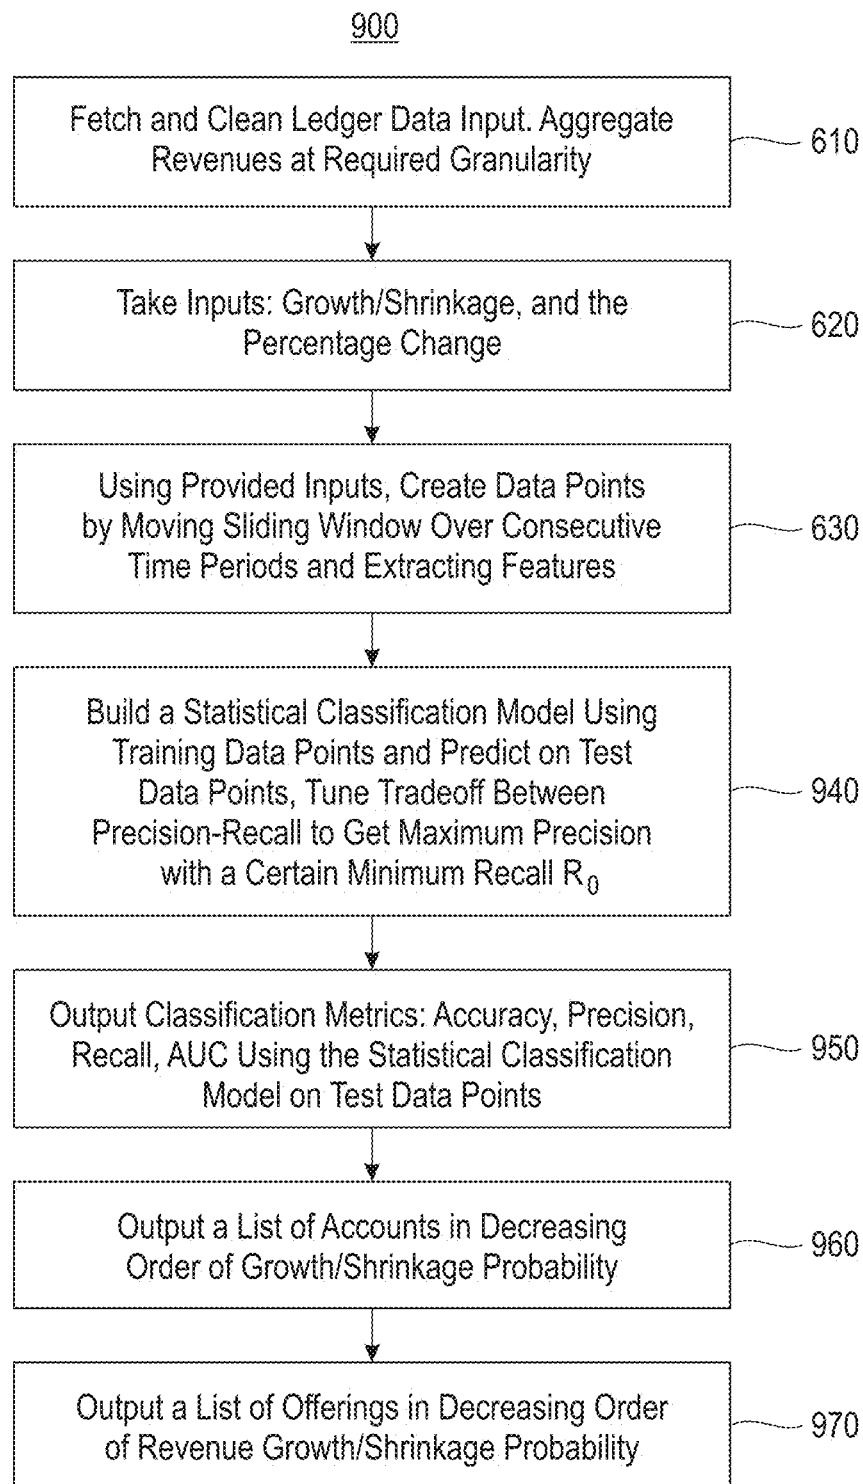 900
Fetch and Clean Ledger Data Input. Aggregate
Revenues at Required Granularity
610
Take Inputs: Growth/Shrinkage, and the
Percentage Change
620
Using Provided Inputs, Create Data Points
by Moving Sliding Window Over Consecutive
Time Periods and Extracting Features
630
Build a Statistical Classification Model Using
Training Data Points and Predict on Test
Data Points, Tune Tradeoff Between
Precision-Recall to Get Maximum Precision
with a Certain Minimum Recall R₀
940
Output Classification Metrics: Accuracy, Precision,
Recall, AUC Using the Statistical Classification
Model on Test Data Points
950
Output a List of Accounts in Decreasing
Order of Growth/Shrinkage Probability
960
Output a List of Offerings in Decreasing Order
of Revenue Growth/Shrinkage Probability
970